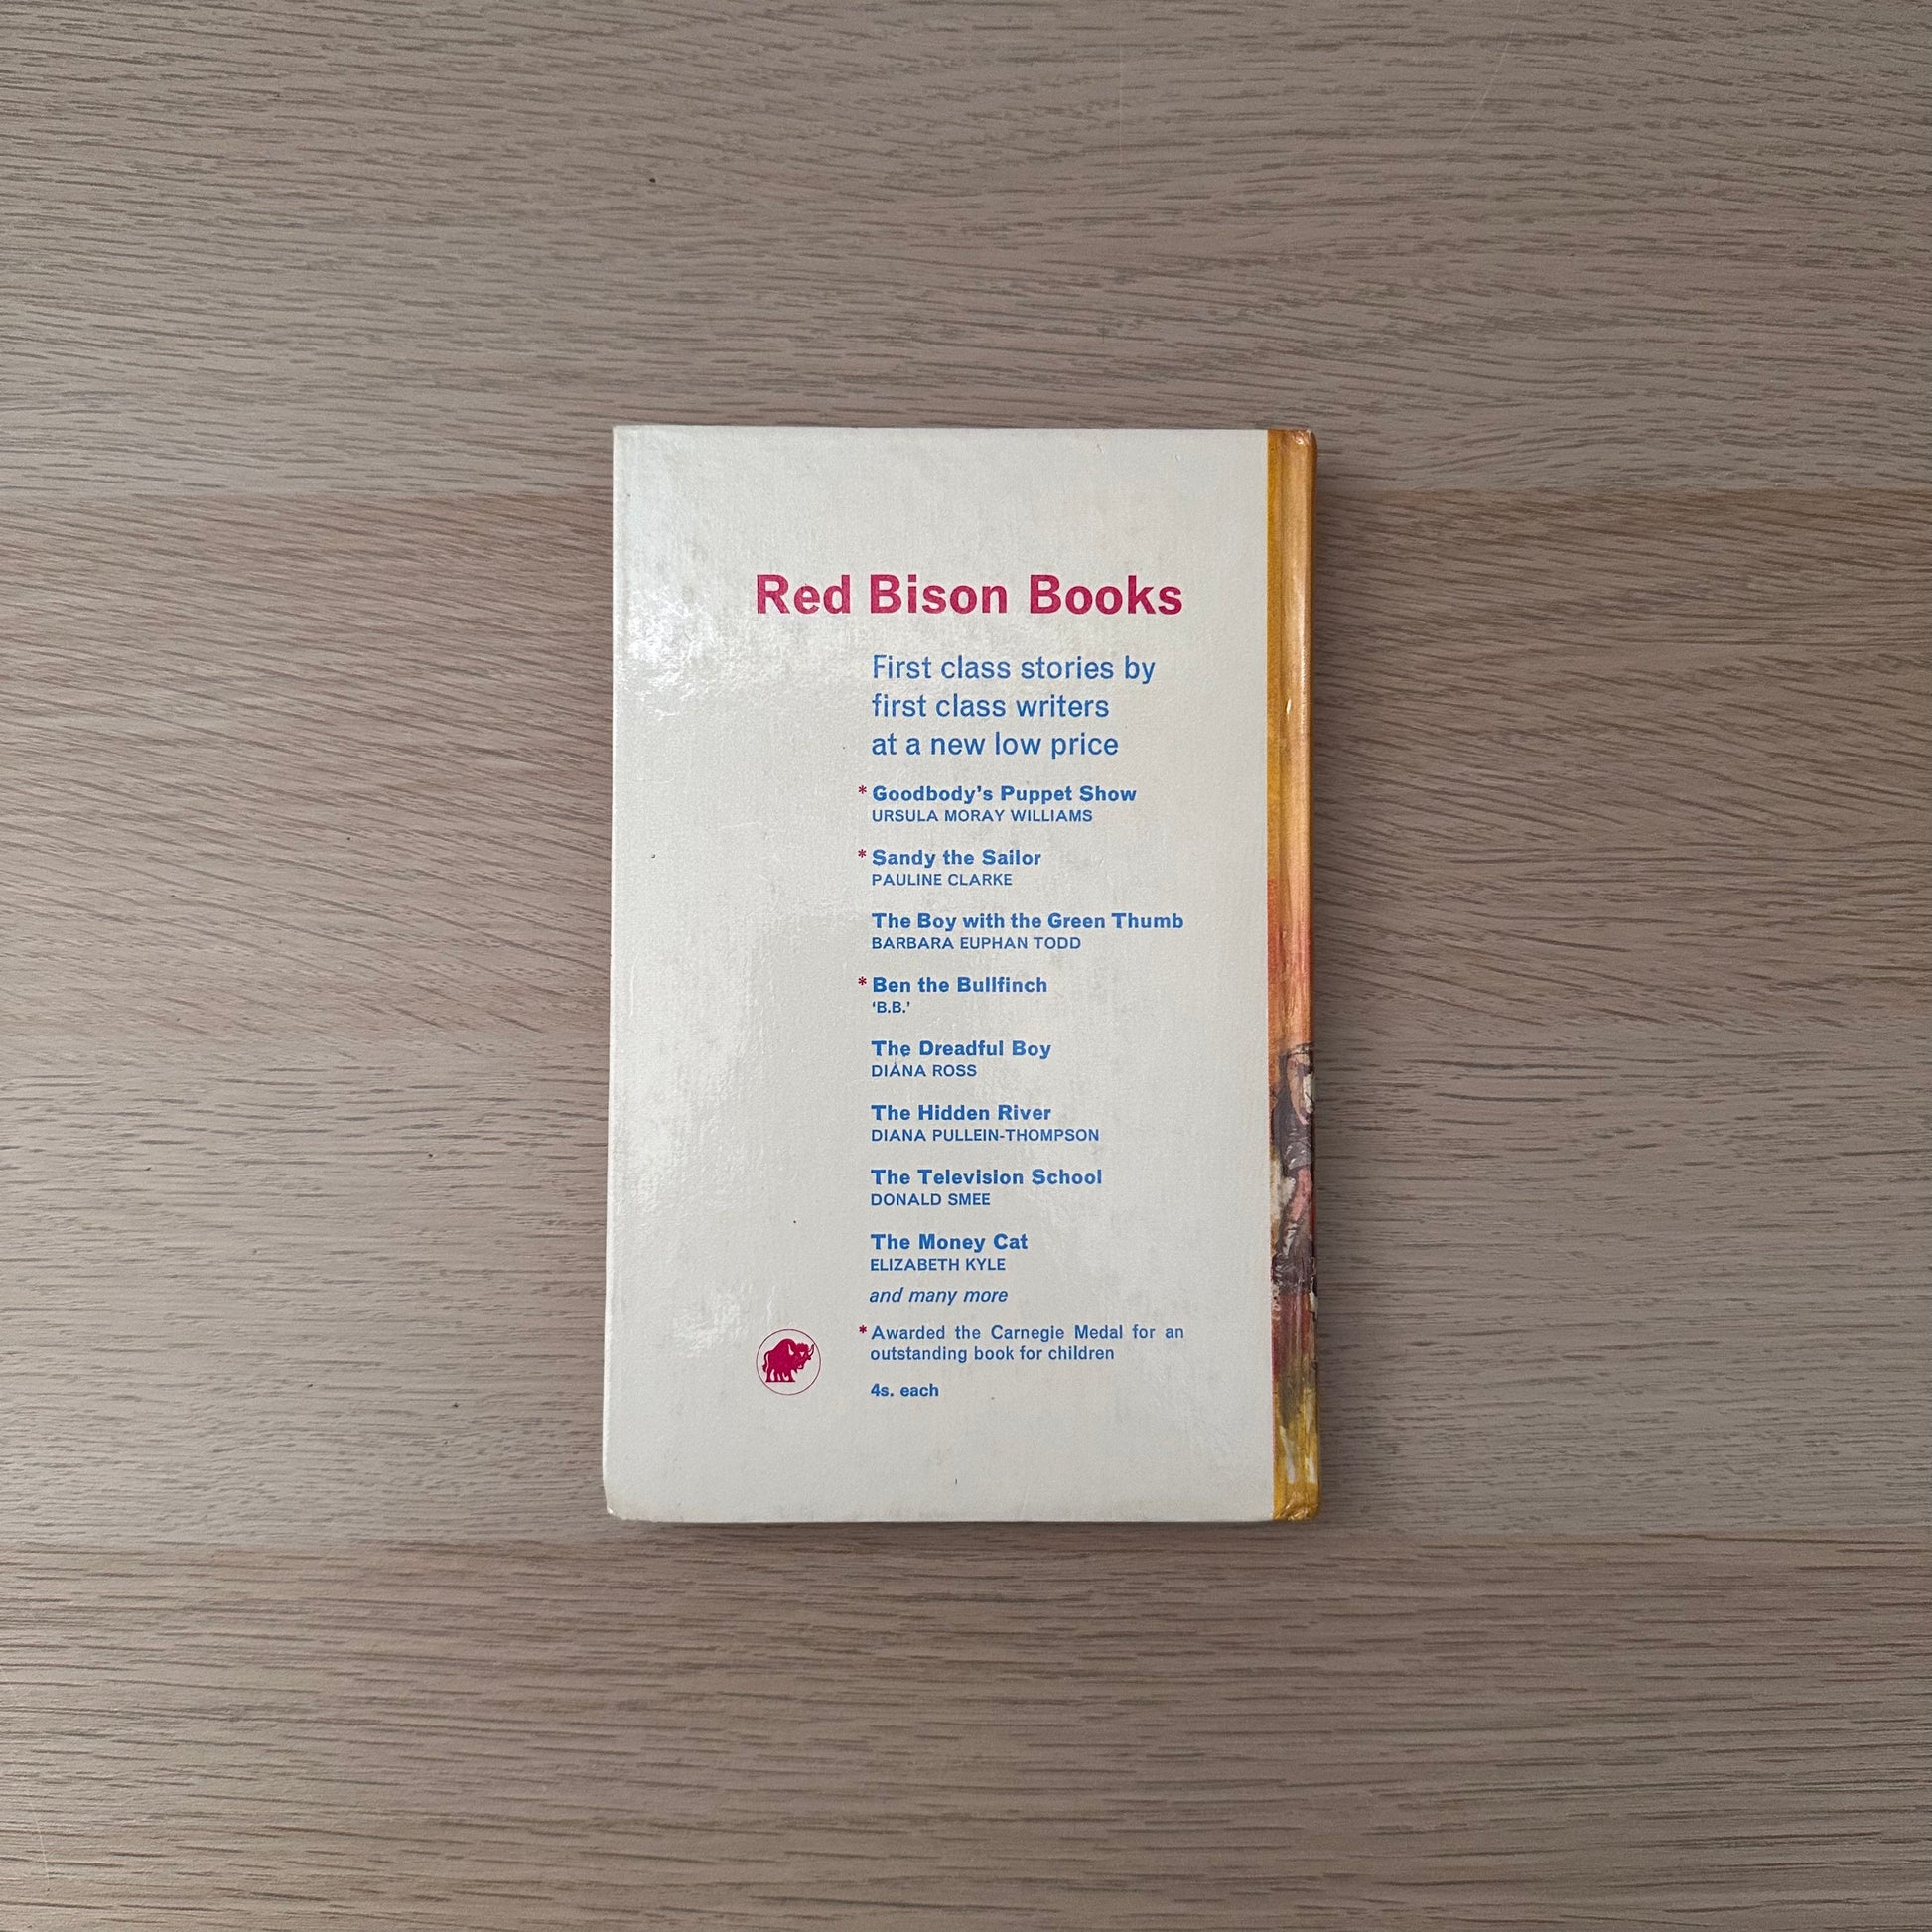 Red Bison Books
First class stories by
first class writers
at a new low price
* Goodbody's Puppet Show
URSULA MORAY WILLIAMS
* Sandy the Sailor
PAULINE CLARKE
The Boy with the Green Thumb
BARBARA EUPHAN TODD
* Ben the Bullfinch
‘B.B.’
The Dreadful Boy
DIANA ROSS
The Hidden River
DIANA PULLEIN-THOMPSON
The Television School
DONALD SMEE
The Money Cat
ELIZABETH KYLE
and many more
* Awarded the Carnegie Medal for an
outstanding book for children
4s. each